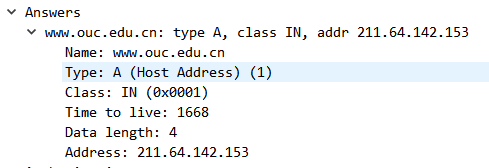 Answers
www.ouc.edu.cn: type A, class IN, addr 211.64.142.153
Name: www.ouc.edu.cn
Type: A (Host Address) (1)
Class: IN (0x0001)
Time to live: 1668
Data length: 4
Address: 211.64.142.153